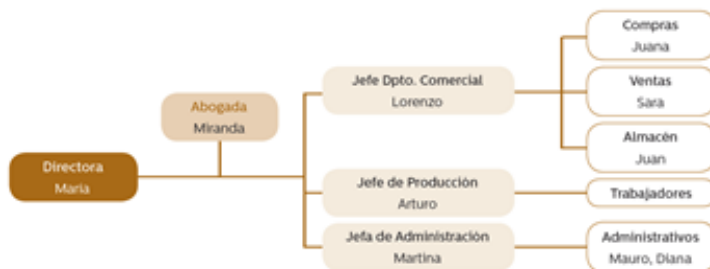 Directora
María
Abogada
Miranda
Jefe Dpto. Comercial
Lorenzo
Jefe de Producción
Arturo
Jefa de Administración
Martina
Compras
Juana
Ventas
Sara
Almacén
Juan
Trabajadores
Administrativos
Mauro, Diana